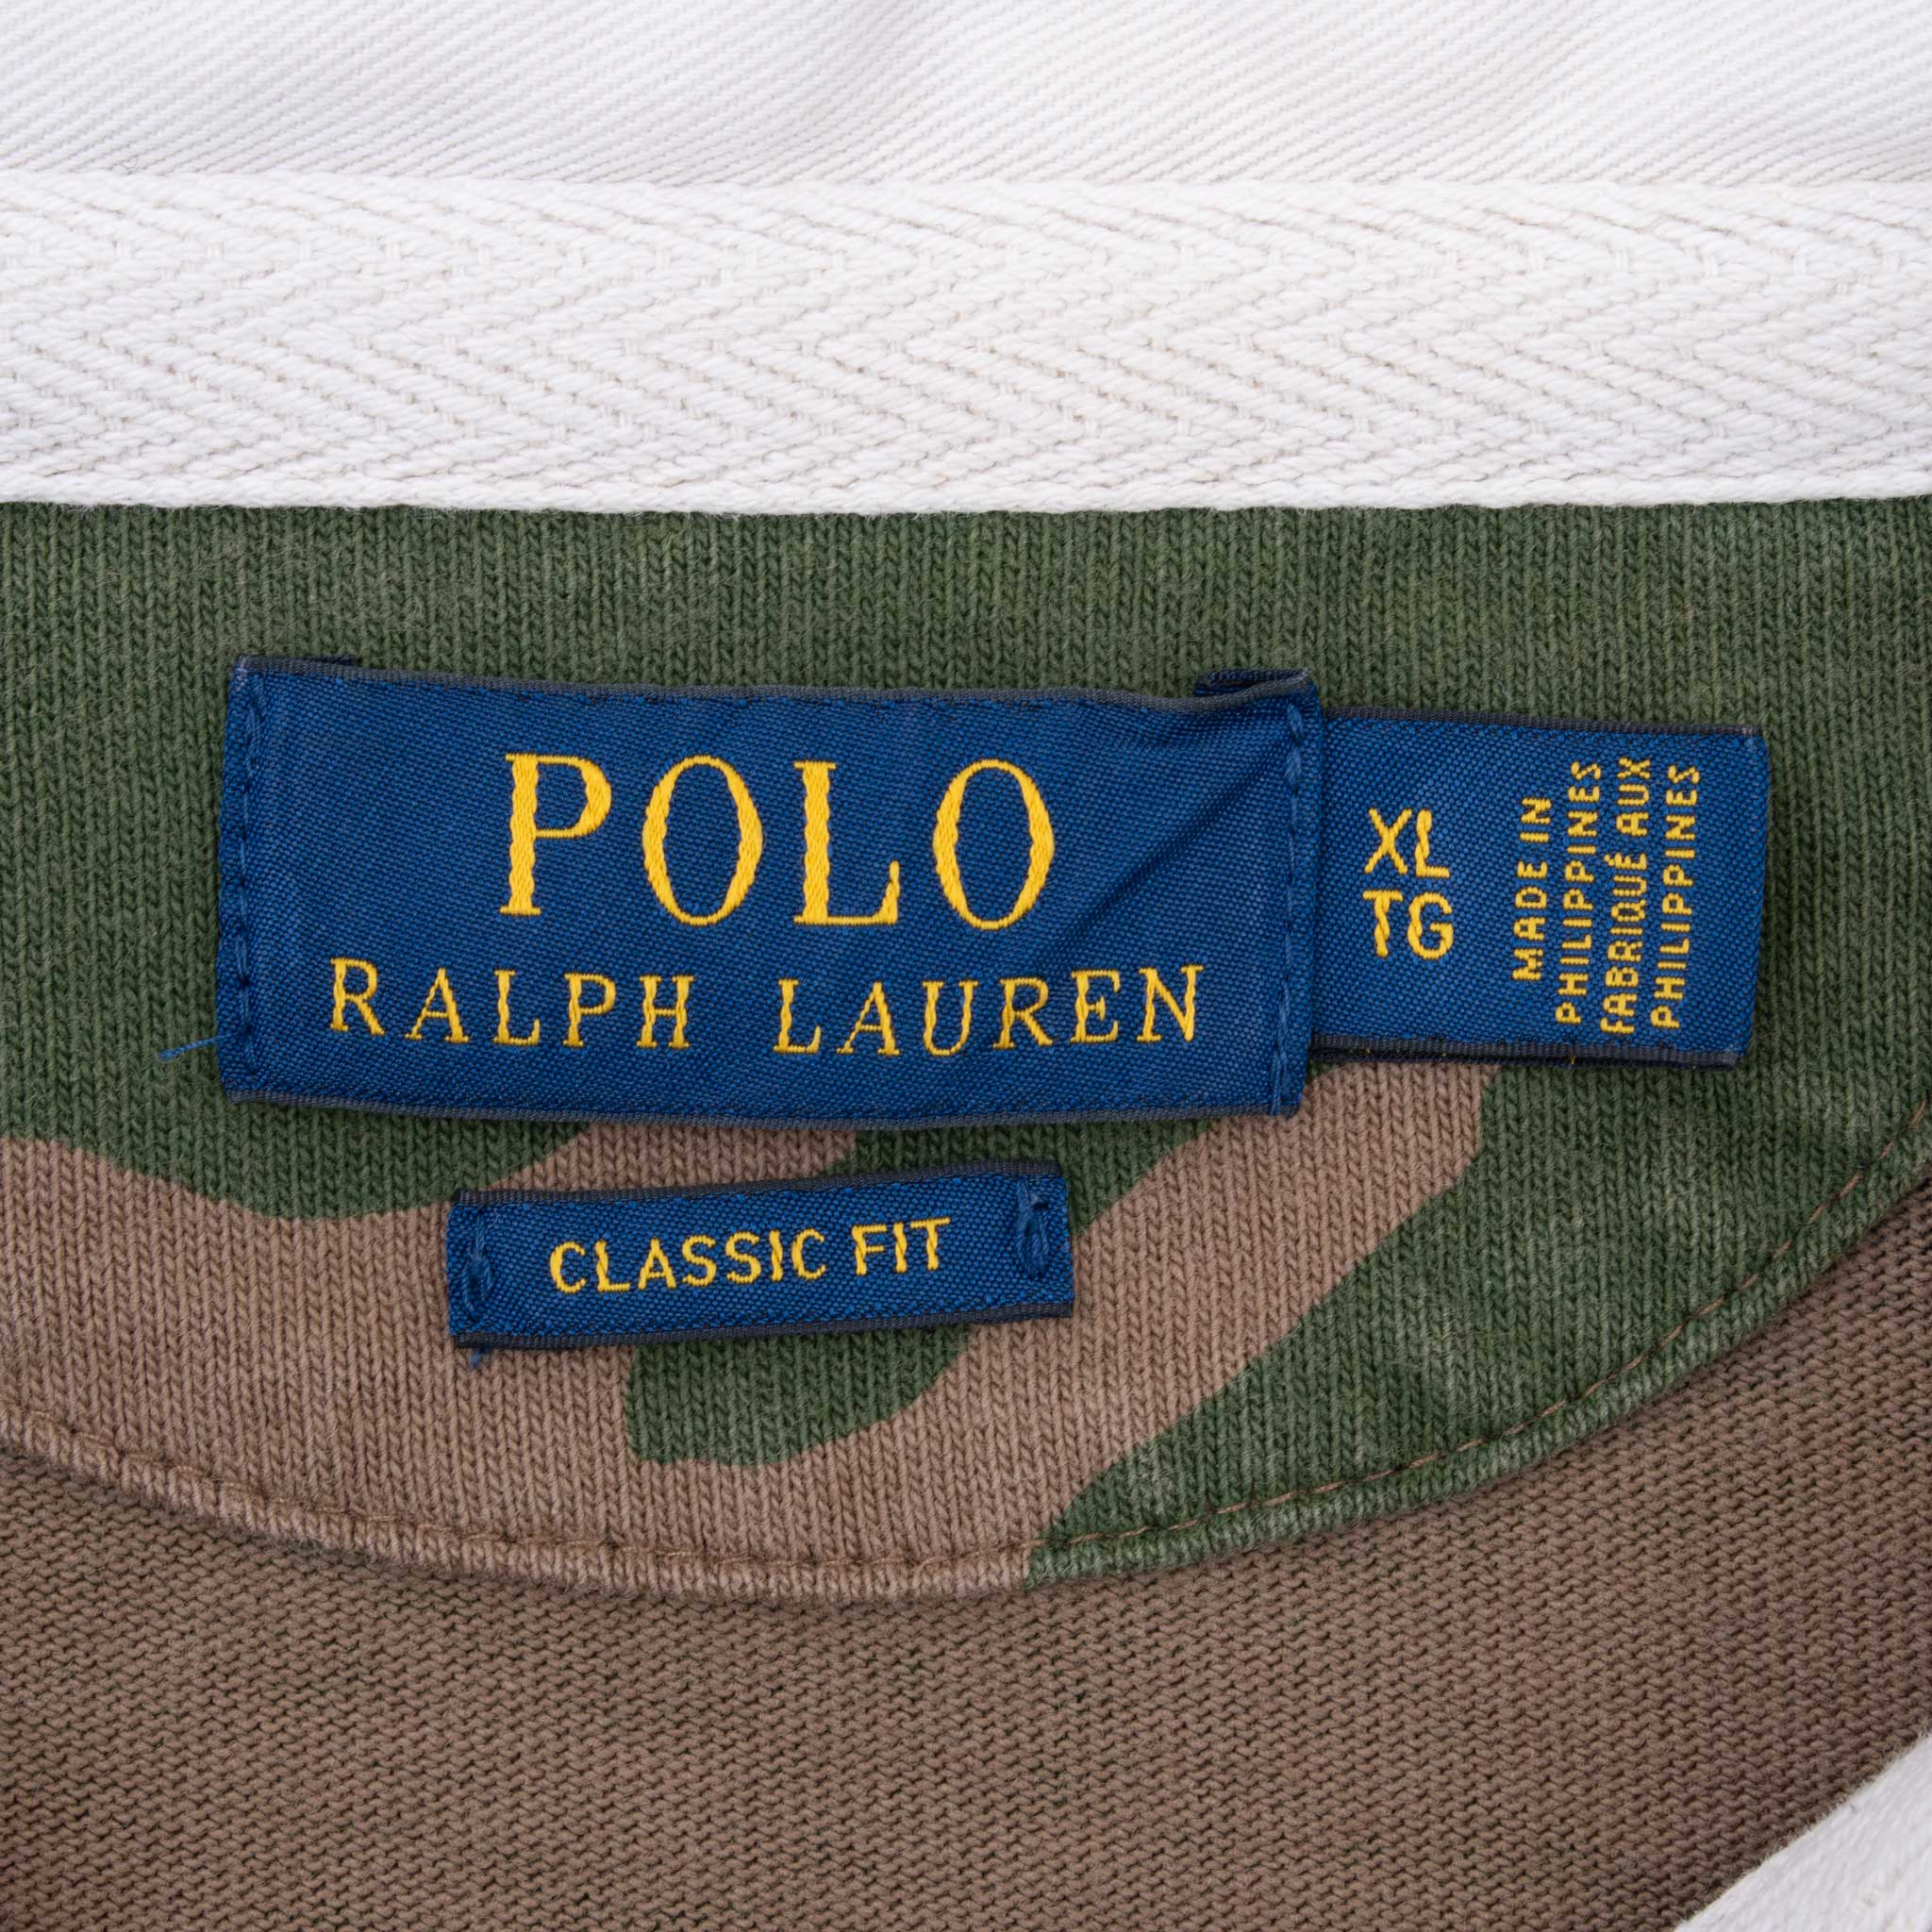 POLO
RALPH LAUREN
XL
TG
MADE IN
PHILIPPINES
FABRIQUÉ AUX
PHILIPPINES
CLASSIC FIT